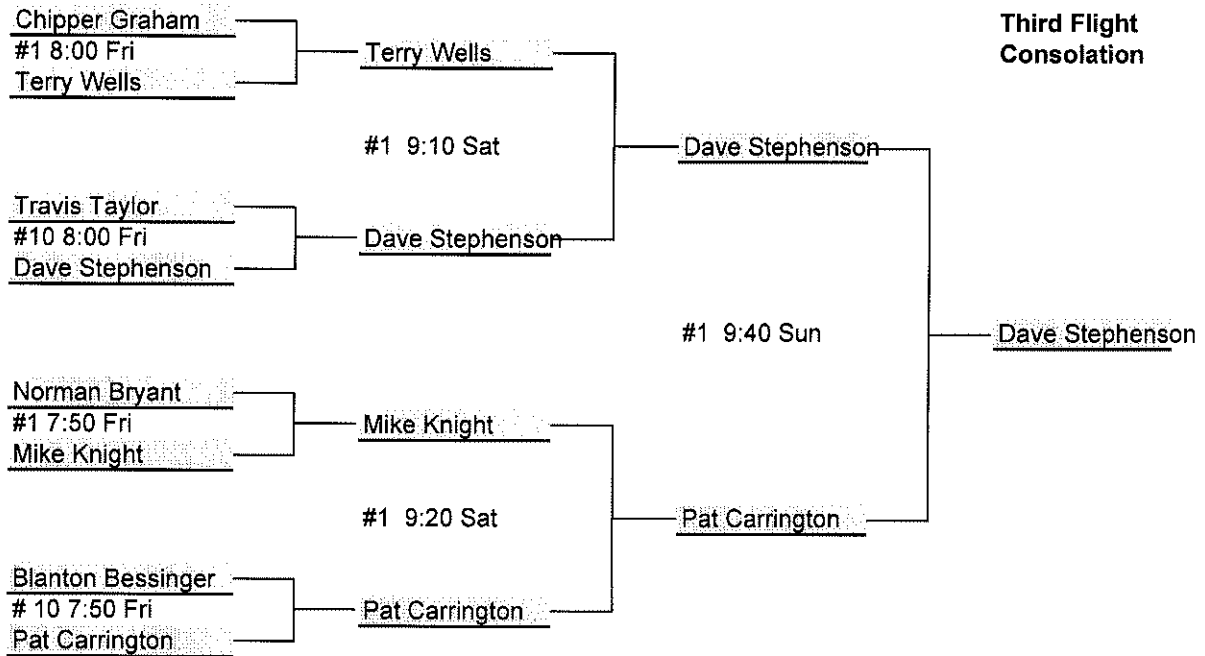 Third Flight
Consolation
Chipper Graham
#1 8:00 Fri
Terry Wells
Terry Wells
#1 9:10 Sat
Dave Stephenson
Travis Taylor
#10 8:00 Fri
Dave Stephenson
Dave Stephenson
#1 9:40 Sun
Dave Stephenson
Norman Bryant
#1 7:50 Fri
Mike Knight
Mike Knight
#1 9:20 Sat
Pat Carrington
Blanton Bessinger
# 10 7:50 Fri
Pat Carrington
Pat Carrington